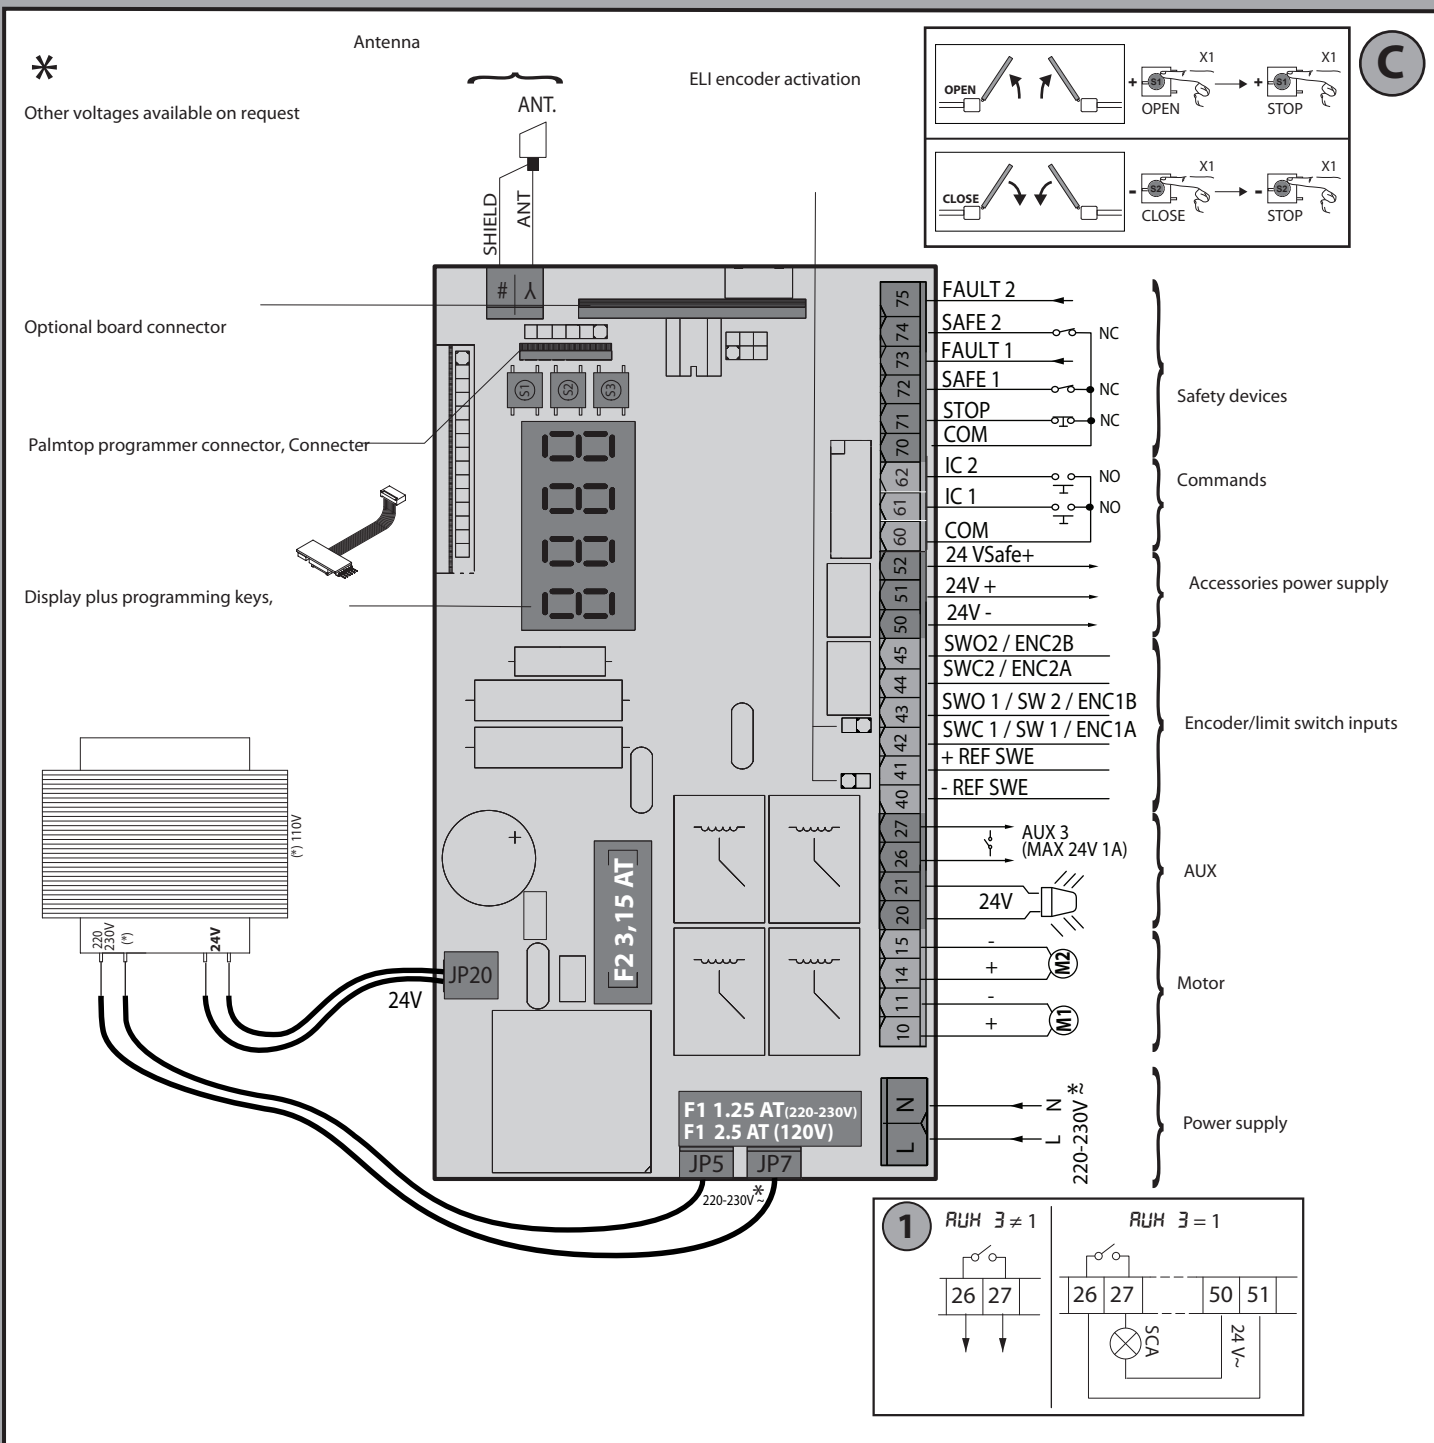 *
Other voltages available on request
Antenna
ANT.
SHIELD
ANT
ELI encoder activation
C
OPEN
+ S1 X1
OPEN
+ S1 X1
STOP
CLOSE
- S2 X1
CLOSE
- S2 X1
STOP
#
Optional board connector
S1
S2
S3
Palmtop programmer connector, Connecter
Display plus programming keys,
75 FAULT 2
74 SAFE 2 NC
73 FAULT 1
72 SAFE 1 NC
71 STOP NC
70 COM
Safety devices
62 IC 2 NO
61 IC 1 NO
60 COM
Commands
52 24 VSafe+
51 24V +
50 24V -
Accessories power supply
45 SWO2 / ENC2B
44 SWC2 / ENC2A
43 SWO 1 / SW 2 / ENC1B
42 SWC 1 / SW 1 / ENC1A
41 + REF SWE
40 - REF SWE
Encoder/limit switch inputs
27
26
AUX 3
(MAX 24V 1A)
21
20
24V
AUX
15 -
14 +
M2
11 -
10 +
M1
Motor
N N
L L
220-230V *~
Power supply
(*) 110V
220
230V
(*)
24V
24V
JP20
+
F2 3,15 AT
F1 1.25 AT(220-230V)
F1 2.5 AT (120V)
JP5
JP7
220-230V *~
1
AUX 3 ≠ 1
26 27
AUX 3 = 1
26 27 50 51
SCA
24 V~